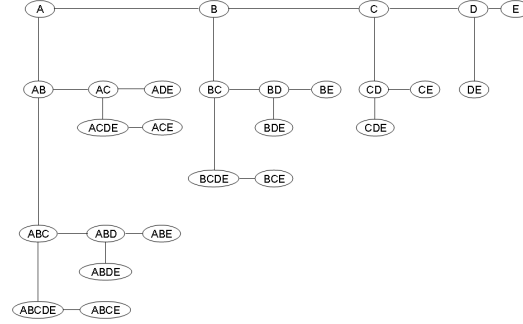 A B C D E
AB AC ADE BC BD BE CD CE DE
ACDE ACE BDE CDE
BCDE BCE
ABC ABD ABE
ABDE
ABCDE ABCE